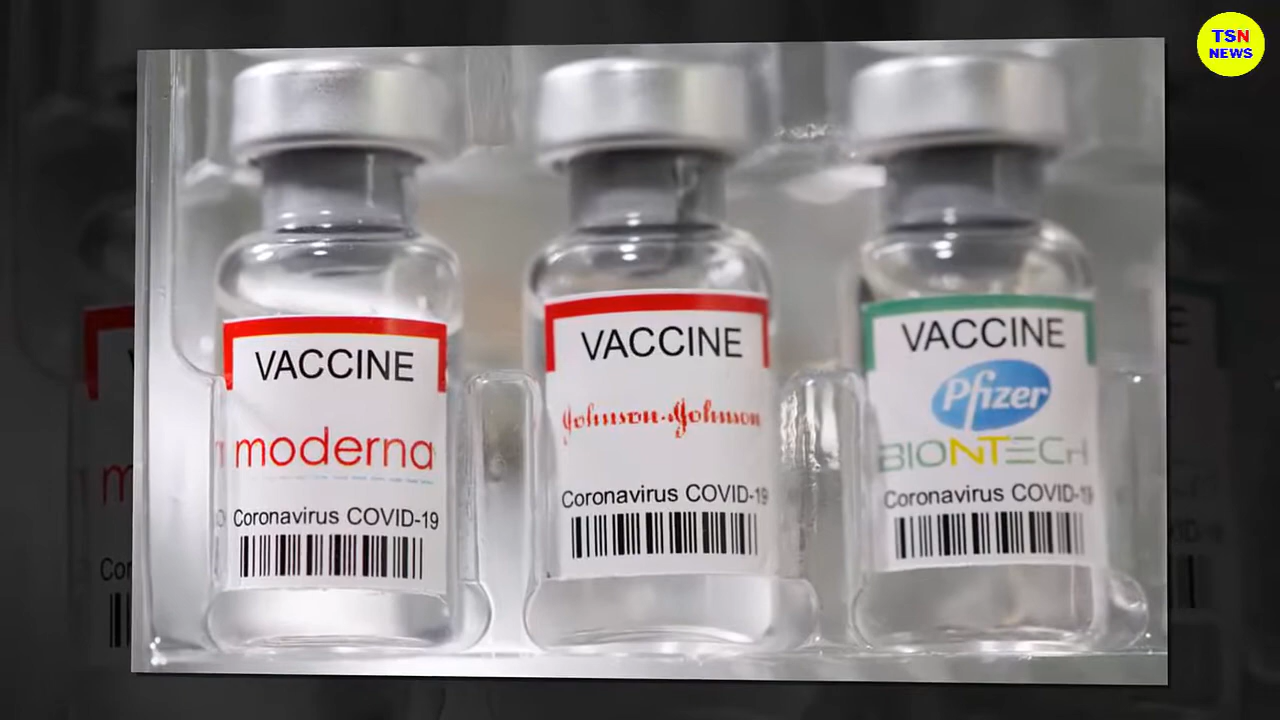 TSN
NEWS
VACCINE
moderna
Coronavirus COVID-19
VACCINE
Johnson & Johnson
Coronavirus COVID-19
VACCINE
Pfizer
BIONTECH
Coronavirus COVID-19